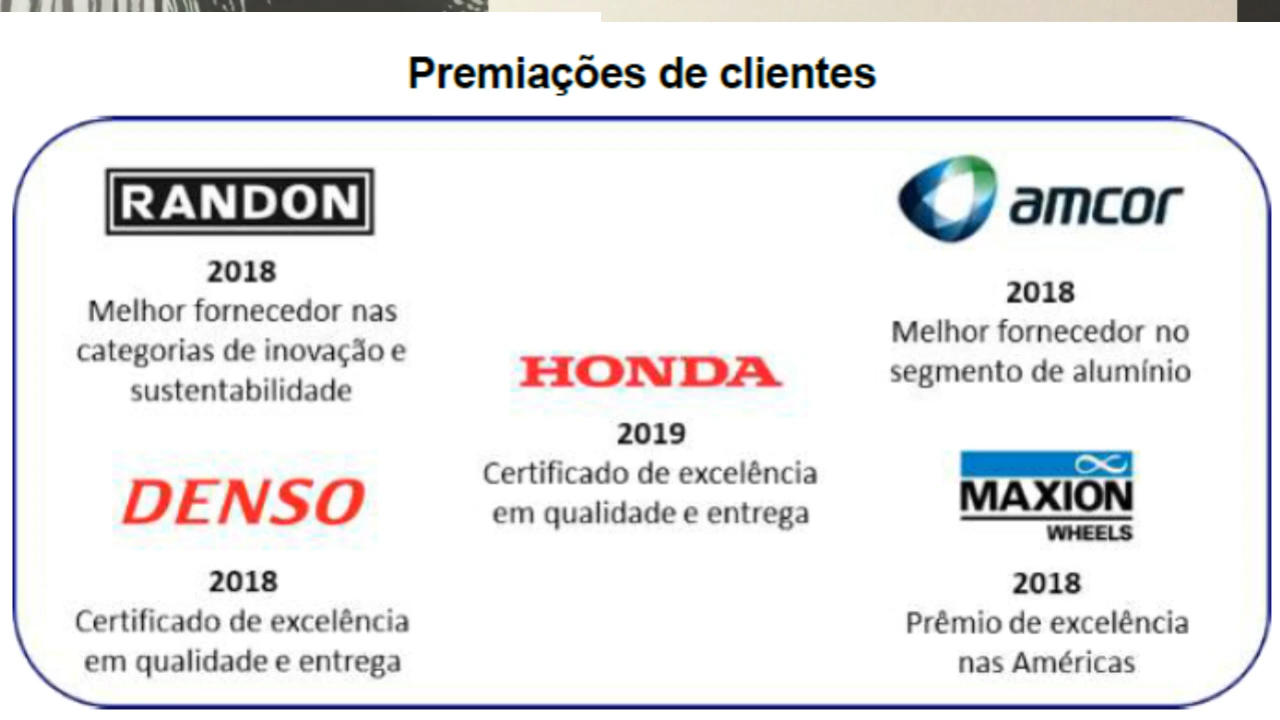 Premiações de clientes
RANDON
2018
Melhor fornecedor nas
categorias de inovação e
sustentabilidade
DENSO
2018
Certificado de excelência
em qualidade e entrega
HONDA
2019
Certificado de excelência
em qualidade e entrega
amcor
2018
Melhor fornecedor no
segmento de alumínio
MAXION
WHEELS
2018
Prêmio de excelência
nas Américas